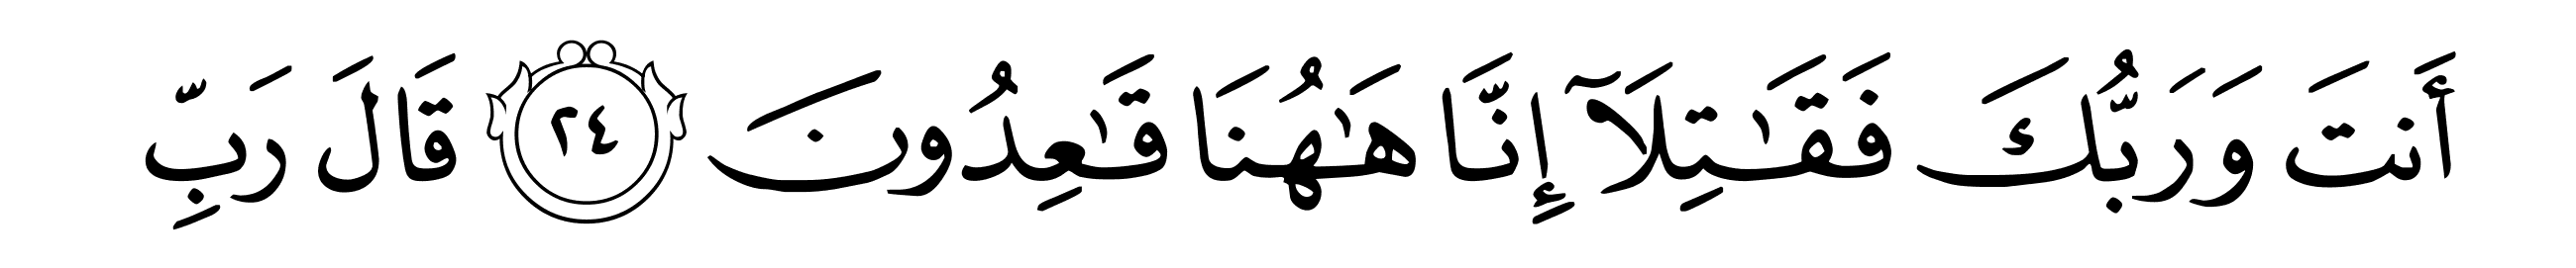 أَنتَ وَرَبُّكَ فَقَٰتِلَآ إِنَّا هَٰهُنَا قَٰعِدُونَ ٢٤ قَالَ رَبِّ